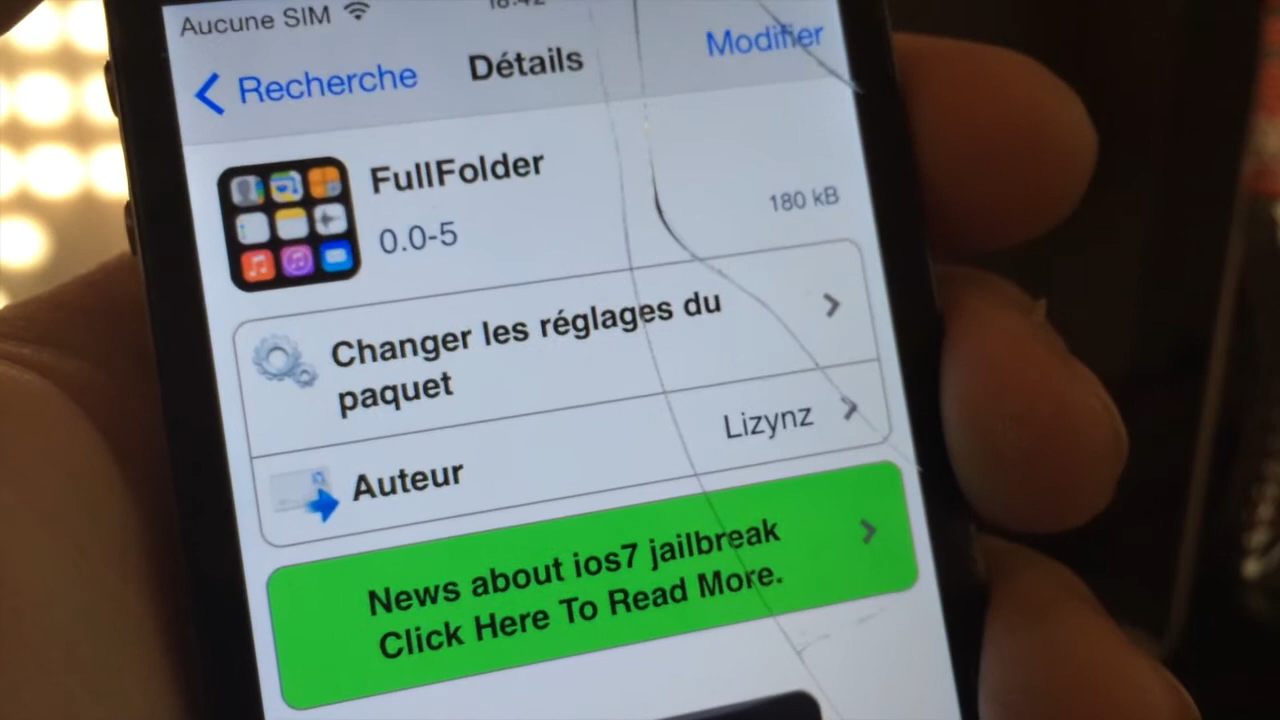 Aucune SIM
Recherche
Détails
Modifier
FullFolder
0.0-5
180 kB
Changer les réglages du
paquet
Auteur
Lizynz
News about ios7 jailbreak
Click Here To Read More.